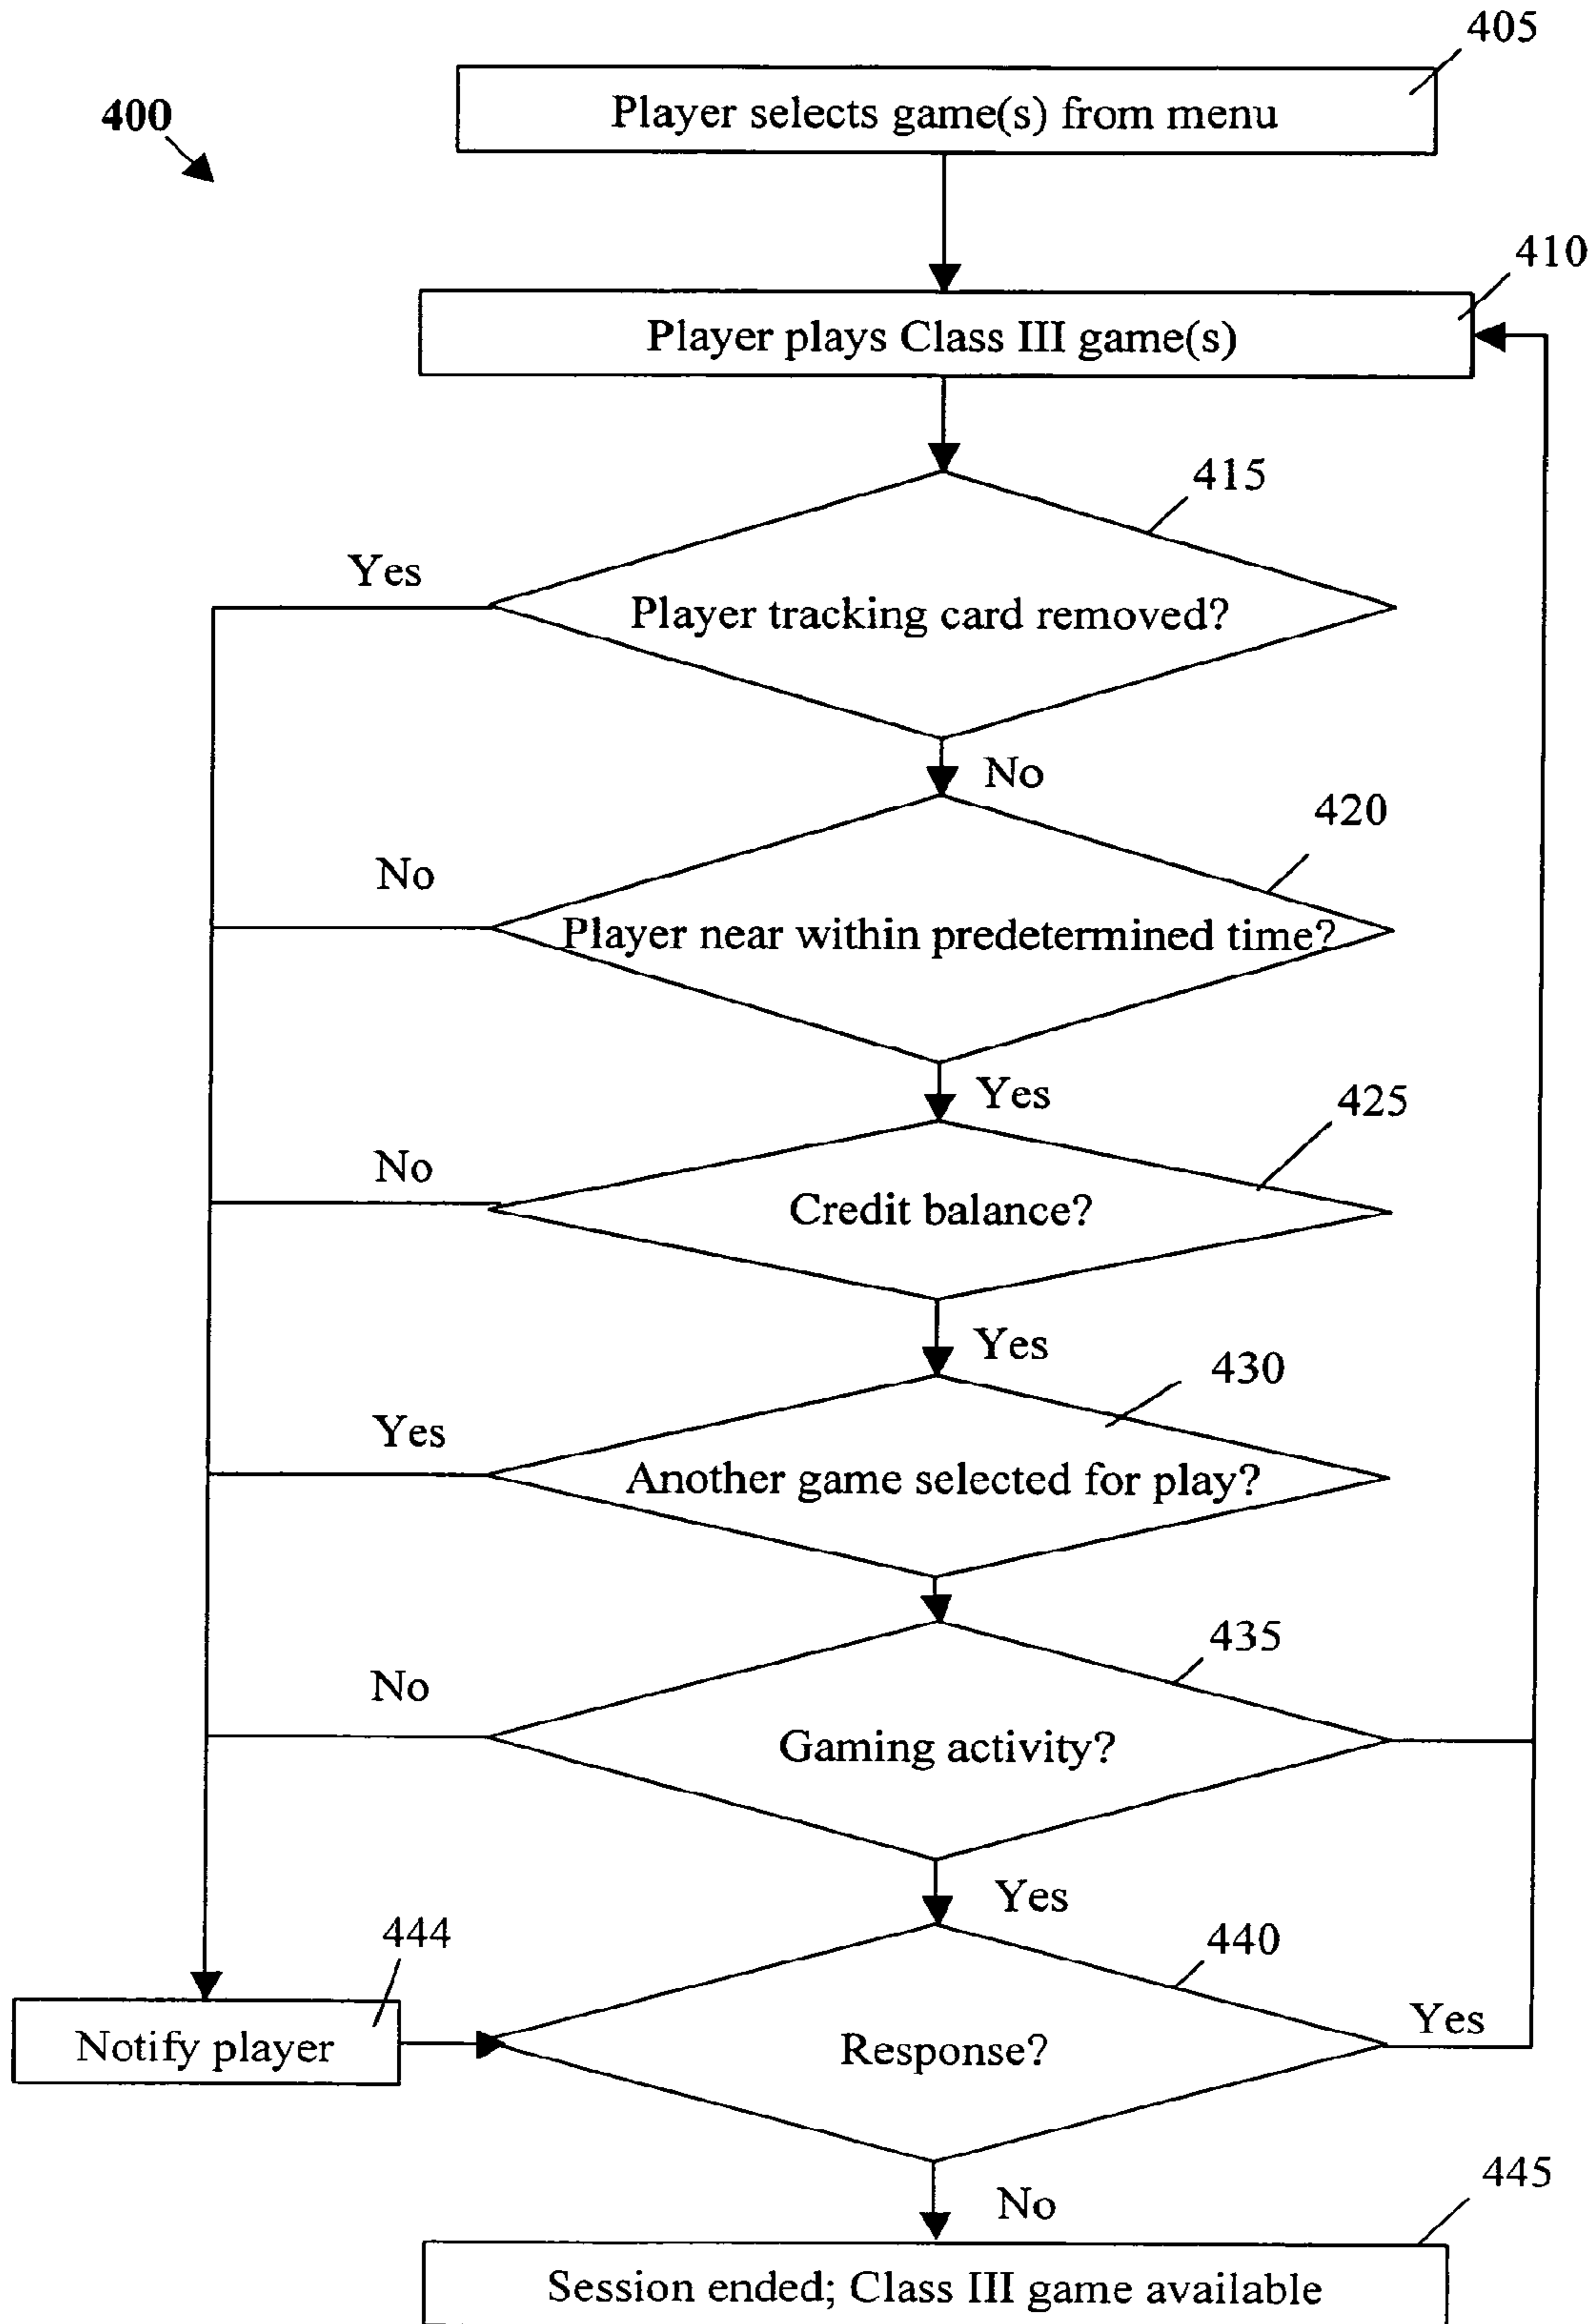 405
400
Player selects game(s) from menu
410
Player plays Class III game(s)
415
Yes
Player tracking card removed?
No
420
No
Player near within predetermined time?
Yes
425
No
Credit balance?
Yes
430
Yes
Another game selected for play?
435
No
Gaming activity?
Yes
444
440
Yes
Notify player
Response?
445
No
Session ended; Class III game available